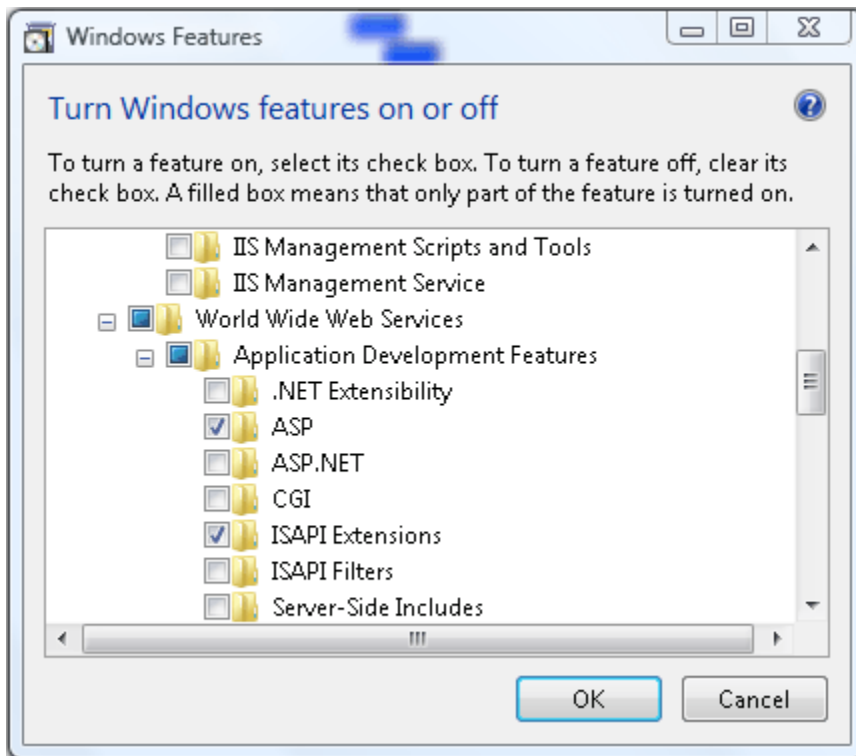 Windows Features
Turn Windows features on or off
To turn a feature on, select its check box. To turn a feature off, clear its
check box. A filled box means that only part of the feature is turned on.
IIS Management Scripts and Tools
IIS Management Service
World Wide Web Services
Application Development Features
.NET Extensibility
ASP
ASP.NET
CGI
ISAPI Extensions
ISAPI Filters
Server-Side Includes
OK Cancel